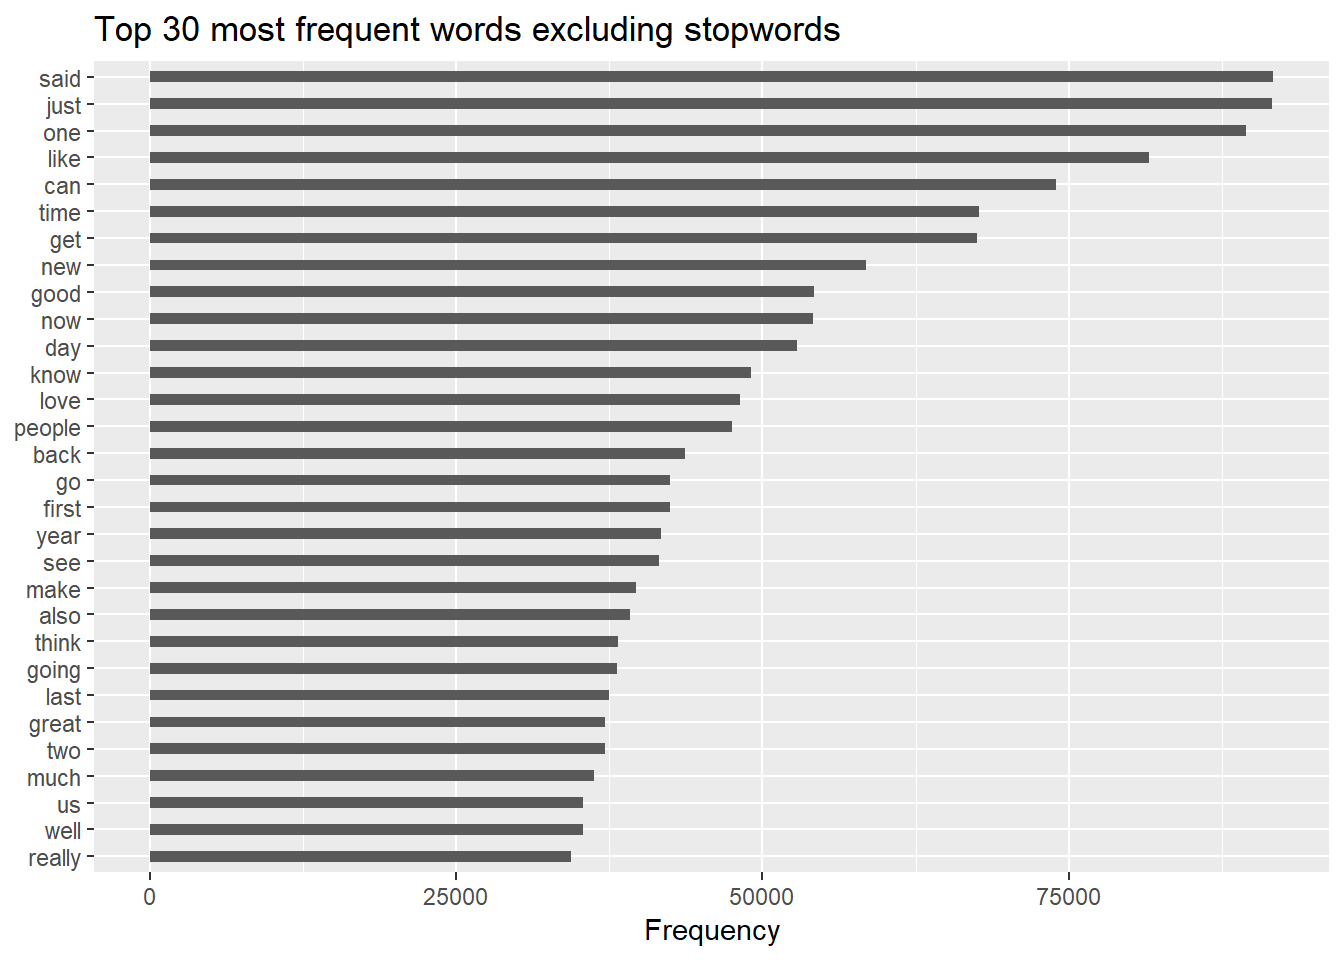 Top 30 most frequent words excluding stopwords
said
just
one
like
can
time
get
new
good
now
day
know
love
people
back
go
first
year
see
make
also
think
going
last
great
two
much
us
well
really
0 25000 50000 75000
Frequency